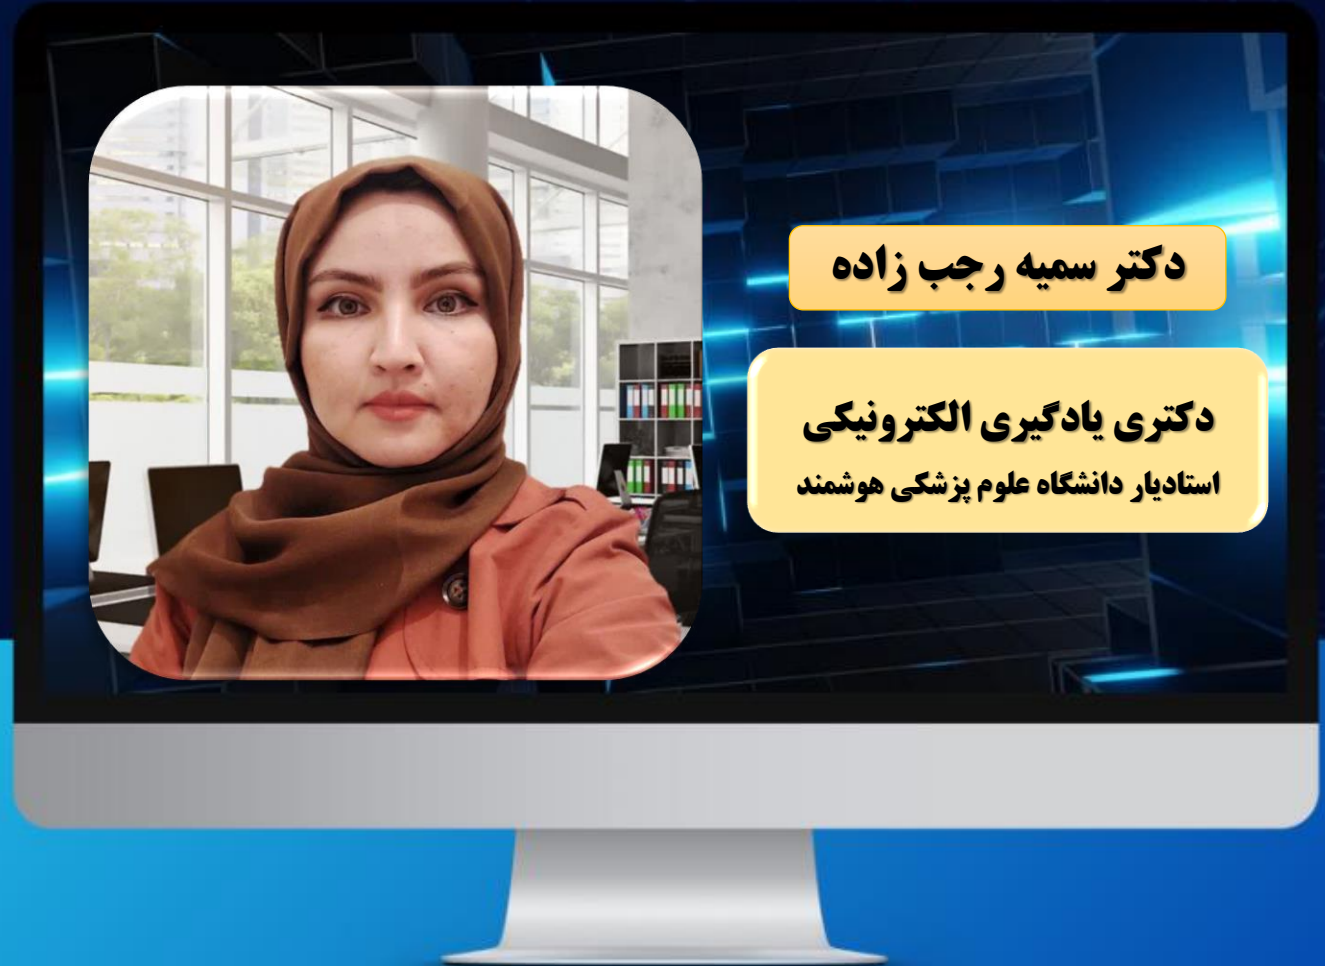 دکتر سمیه رجب زاده
دکتری یادگیری الکترونیکی
استادیار دانشگاه علوم پزشکی هوشمند